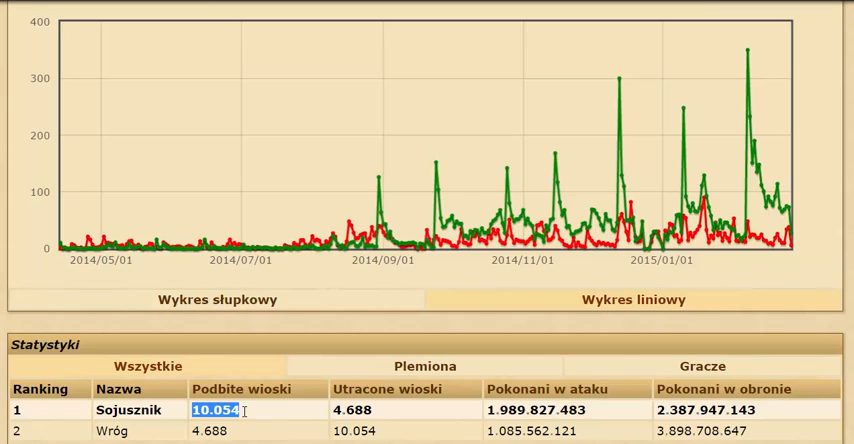 400
300
200
100
0
2014/05/01 2014/07/01 2014/09/01 2014/11/01 2015/01/01
Wykres słupkowy Wykres liniowy
Statystyki
Wszystkie Plemiona Gracze
Ranking Nazwa Podbite wioski Utracone wioski Pokonani w ataku Pokonani w obronie
1 Sojusznik 10.054 4.688 1.989.827.483 2.387.947.143
2 Wróg 4.688 10.054 1.085.562.121 3.898.708.647